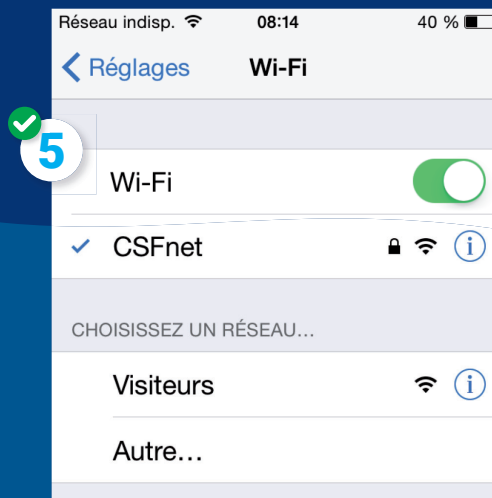 Réseau indisp. 08:14 40 %
Réglages Wi-Fi
5
Wi-Fi
CSFnet
CHOISISSEZ UN RÉSEAU...
Visiteurs
Autre...